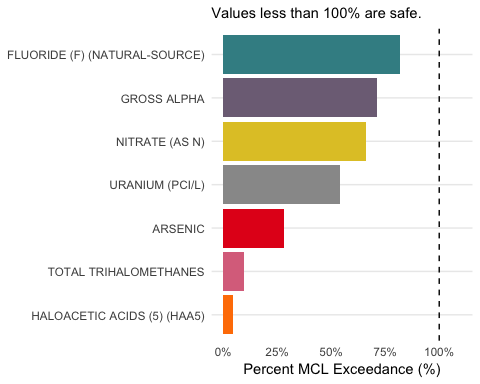 Values less than 100% are safe.
FLUORIDE (F) (NATURAL-SOURCE)
GROSS ALPHA
NITRATE (AS N)
URANIUM (PCI/L)
ARSENIC
TOTAL TRIHALOMETHANES
HALOACETIC ACIDS (5) (HAA5)
0% 25% 75% 75% 100%
Percent MCL Exceedance (%)